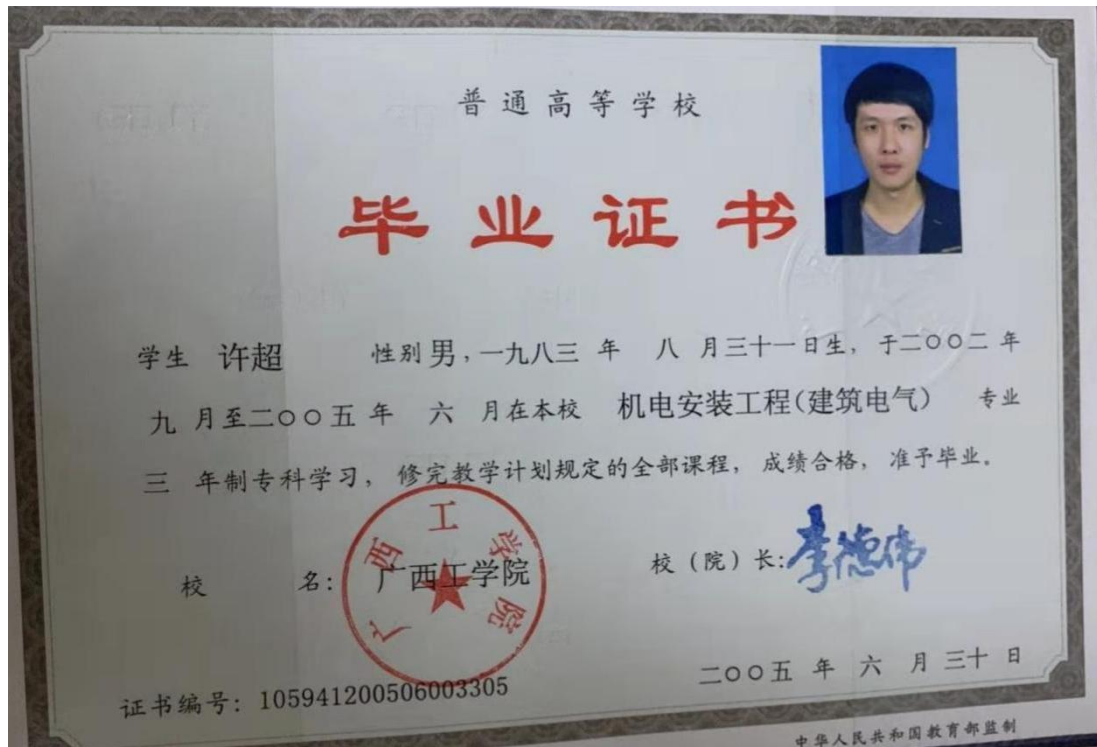 普通高等学校
毕业证书
学生 许超 性别 男，一九八三 年 八 月三十一日生，于二〇〇二 年
九 月至二〇〇五 年 六 月在本校 机电安装工程(建筑电气) 专业
三 年制专科学习，修完教学计划规定的全部课程，成绩合格，准予毕业。
校 名：广西工学院
广西工学院
校（院）长：李德伟
二〇〇五 年 六 月 三十 日
证书编号：105941200506003305
中华人民共和国教育部监制